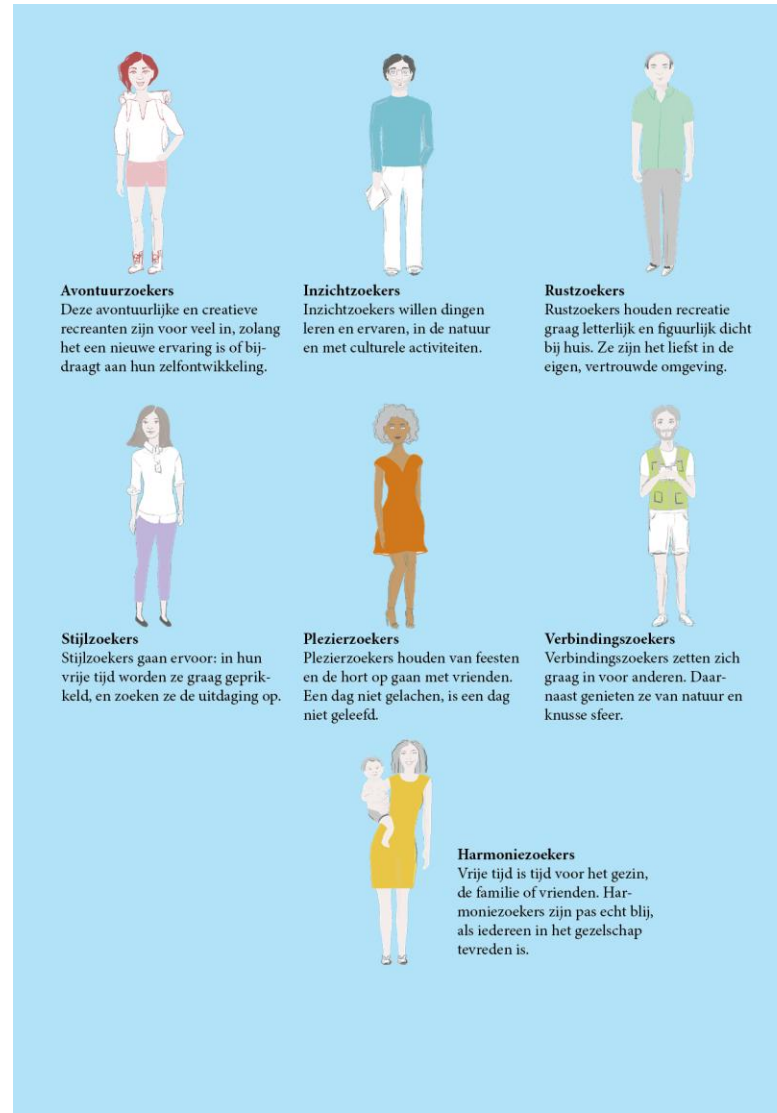 Avontuurzoekers
Deze avontuurlijke en creatieve
recreanten zijn voor veel in, zolang
het een nieuwe ervaring is of bij-
draagt aan hun zelfontwikkeling.
Inzichtzoekers
Inzichtzoekers willen dingen
leren en ervaren, in de natuur
en met culturele activiteiten.
Rustzoekers
Rustzoekers houden recreatie
graag letterlijk en figuurlijk dicht
bij huis. Ze zijn het liefst in de
eigen, vertrouwde omgeving.
Stijlzoekers
Stijlzoekers gaan ervoor: in hun
vrije tijd worden ze graag geprik-
keld, en zoeken ze de uitdaging op.
Plezierzoekers
Plezierzoekers houden van feesten
en de hort op gaan met vrienden.
Een dag niet gelachen, is een dag
niet geleefd.
Verbindingszoekers
Verbindingszoekers zetten zich
graag in voor anderen. Daar-
naast genieten ze van natuur en
knusse sfeer.
Harmoniezoekers
Vrije tijd is tijd voor het gezin,
de familie of vrienden. Har-
moniezoekers zijn pas echt blij,
als iedereen in het gezelschap
tevreden is.